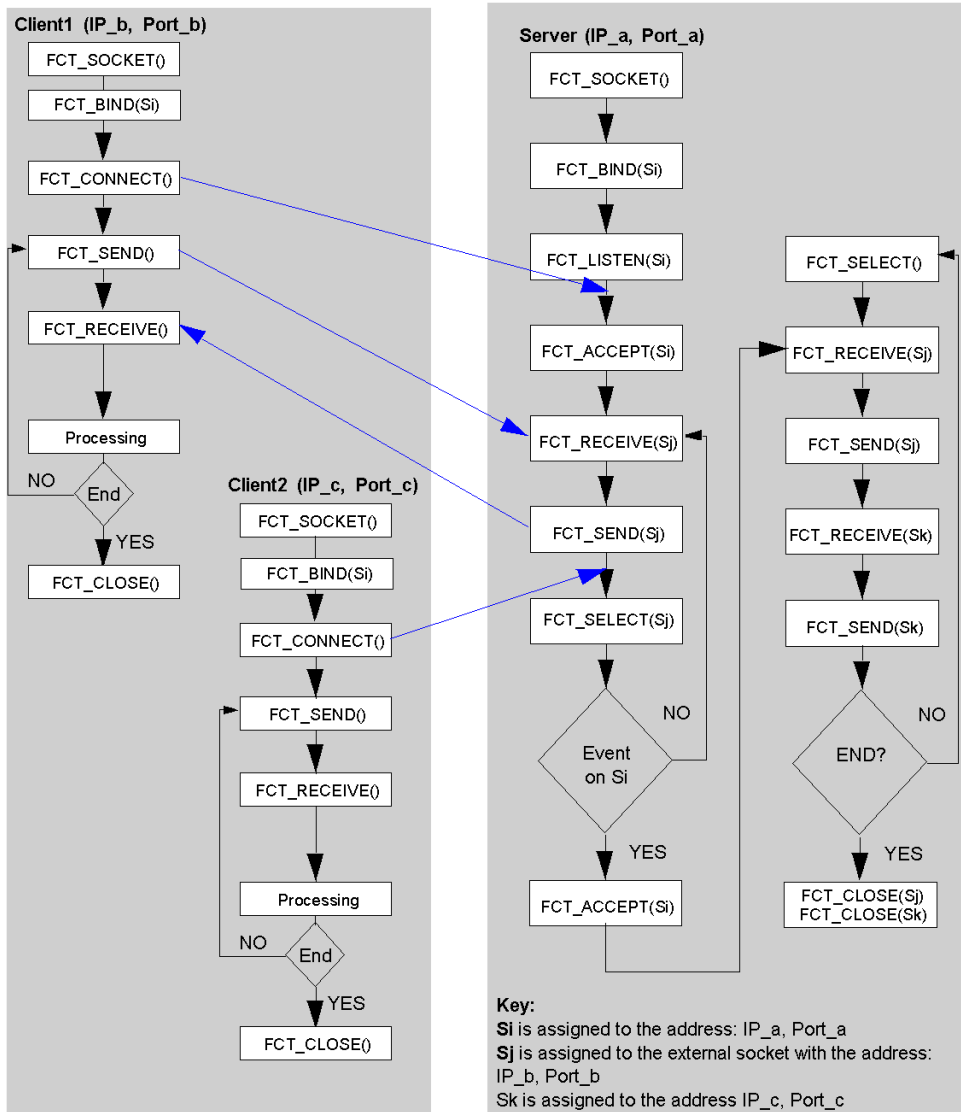 Client1 (IP_b, Port_b)
FCT_SOCKET()
FCT_BIND(Si)
FCT_CONNECT()
FCT_SEND()
FCT_RECEIVE()
Processing
NO
End
YES
FCT_CLOSE()
Client2 (IP_c, Port_c)
FCT_SOCKET()
FCT_BIND(Si)
FCT_CONNECT()
FCT_SEND()
FCT_RECEIVE()
Processing
NO
End
YES
FCT_CLOSE()
Server (IP_a, Port_a)
FCT_SOCKET()
FCT_BIND(Si)
FCT_LISTEN(Si)
FCT_ACCEPT(Si)
FCT_RECEIVE(Sj)
FCT_SEND(Sj)
FCT_SELECT(Sj)
NO
Event
on Si
YES
FCT_ACCEPT(Si)
FCT_SELECT()
FCT_RECEIVE(Sj)
FCT_SEND(Sj)
FCT_RECEIVE(Sk)
FCT_SEND(Sk)
NO
END?
YES
FCT_CLOSE(Sj)
FCT_CLOSE(Sk)
Key:
Si is assigned to the address: IP_a, Port_a
Sj is assigned to the external socket with the address:
IP_b, Port_b
Sk is assigned to the address IP_c, Port_c